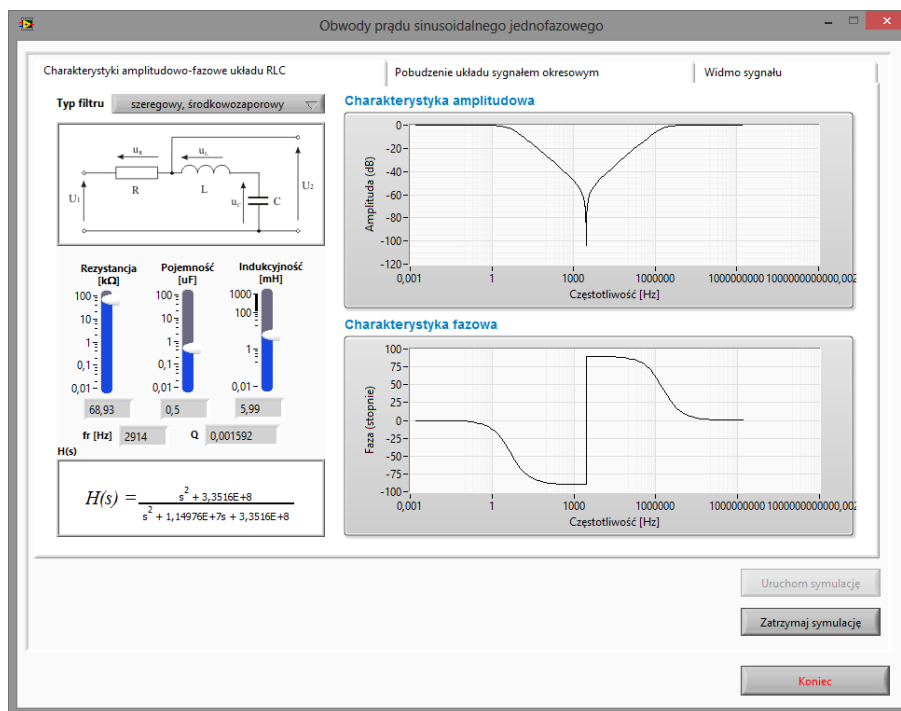 Obwody prądu sinusoidalnego jednofazowego
Charakterystyki amplitudowo-fazowe układu RLC
Pobudzenie układu sygnałem okresowym
Widmo sygnału
Typ filtru szeregowy, środkowozaporowy
u_R
u_L
R
L
U₁
u_C
C
U₂
Rezystancja [kΩ]
Pojemność [uF]
Indukcyjność [mH]
100
10
1
0,1
0,01
100
10
1
0,1
0,01
1000
100
1
0,01
68,93
0,5
5,99
fr [Hz] 2914
Q 0,001592
H(s)
H(s) =
s² + 3,3516E+8
s² + 1,14976E+7s + 3,3516E+8
Charakterystyka amplitudowa
Amplituda (dB)
0
-20
-40
-60
-80
-100
-120
0,001 1 1000 1000000 1000000000 1000000000000,002
Częstotliwość [Hz]
Charakterystyka fazowa
Faza (stopnie)
100
75
50
25
0
-25
-50
-75
-100
0,001 1 1000 1000000 1000000000 1000000000000,002
Częstotliwość [Hz]
Uruchom symulację
Zatrzymaj symulację
Koniec